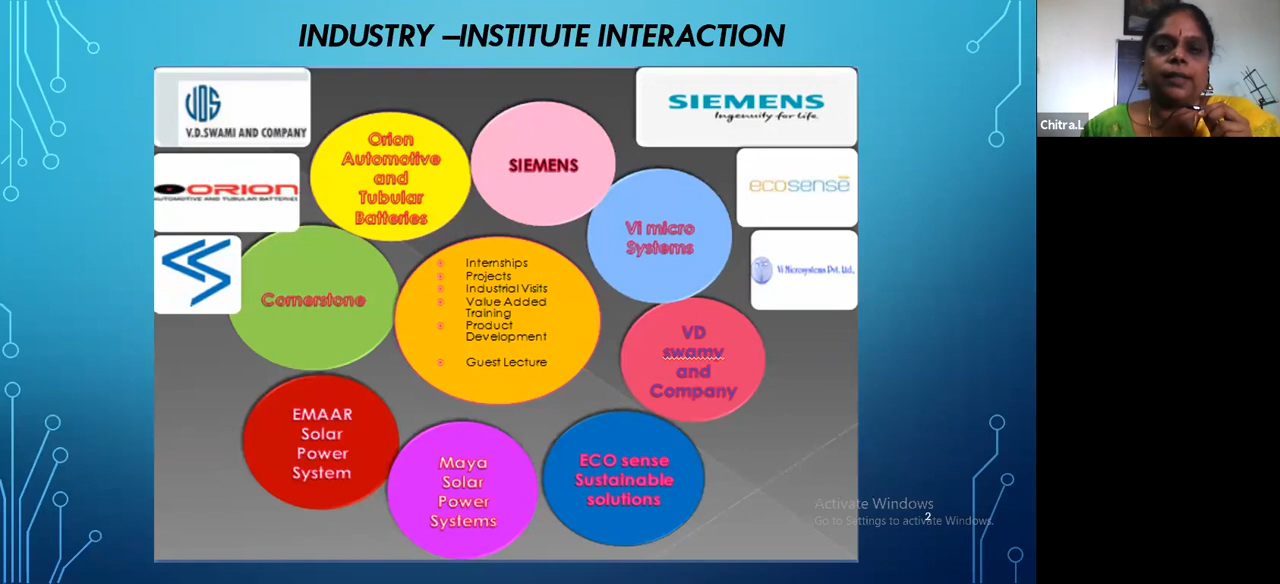 INDUSTRY –INSTITUTE INTERACTION
VDS
V.D.SWAMI AND COMPANY
ORION
AUTOMOTIVE AND TUBULAR BATTERIES
Orion
Automotive
and
Tubular
Batteries
SIEMENS
SIEMENS
Ingenuity for life
ecosense
Vi micro
Systems
Vi Microsystems Pvt. Ltd.,
Cornerstone
Internships
Projects
Industrial Visits
Value Added
Training
Product
Development
Guest Lecture
VD
swamy
and
Company
EMAAR
Solar
Power
System
Maya
Solar
Power
Systems
ECO sense
Sustainable
solutions
Activate Windows
Go to Settings to activate Windows.
2
Chitra.L